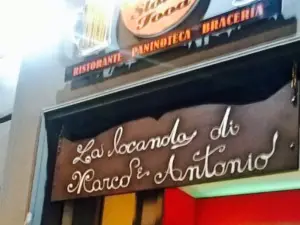 Food
RISTORANTE PANINOTECA BRACERIA
La locanda di
Marco e Antonio